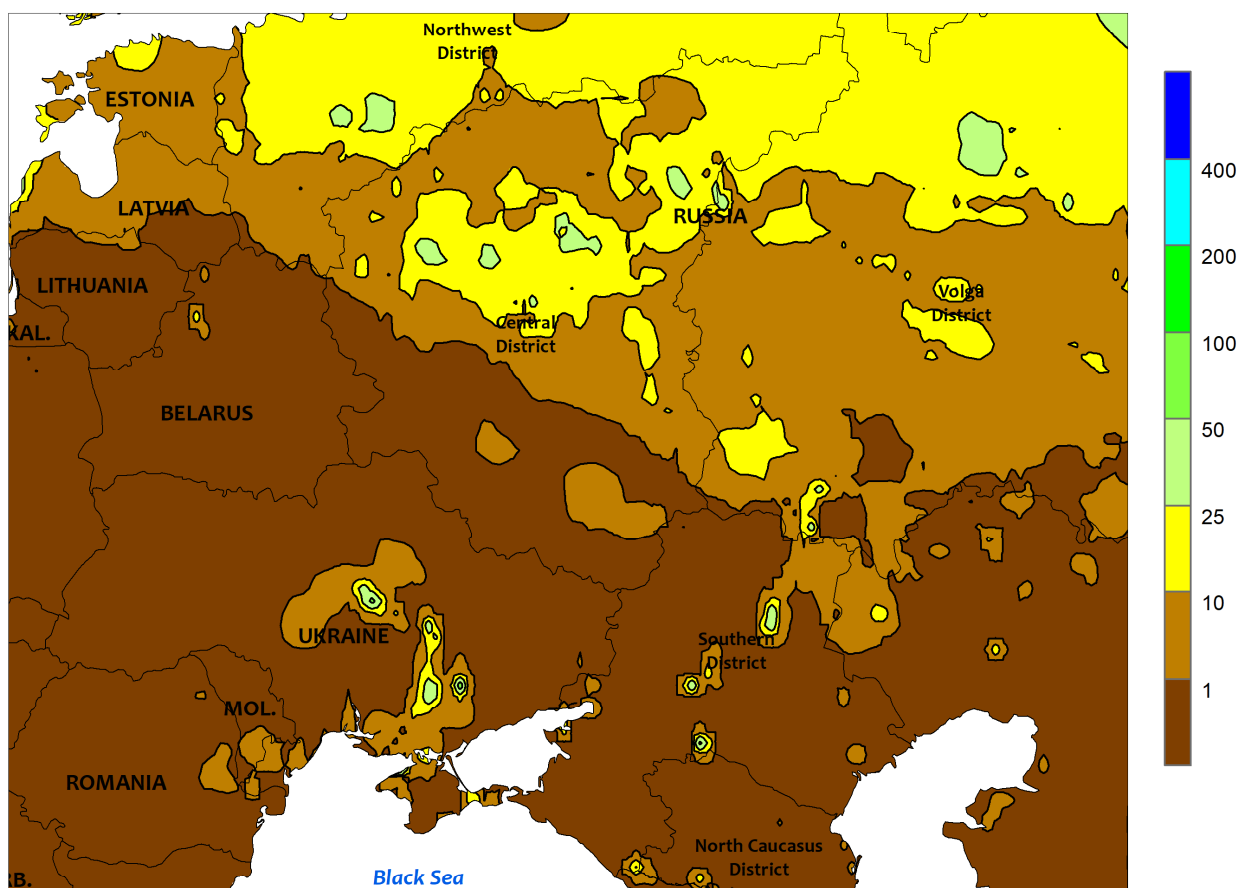 Northwest
District
ESTONIA
LATVIA
RUSSIA
LITHUANIA
KAL.
Volga
District
Central
District
BELARUS
UKRAINE
Southern
District
MOL.
ROMANIA
North Caucasus
District
RB.
Black Sea
400
200
100
50
25
10
1